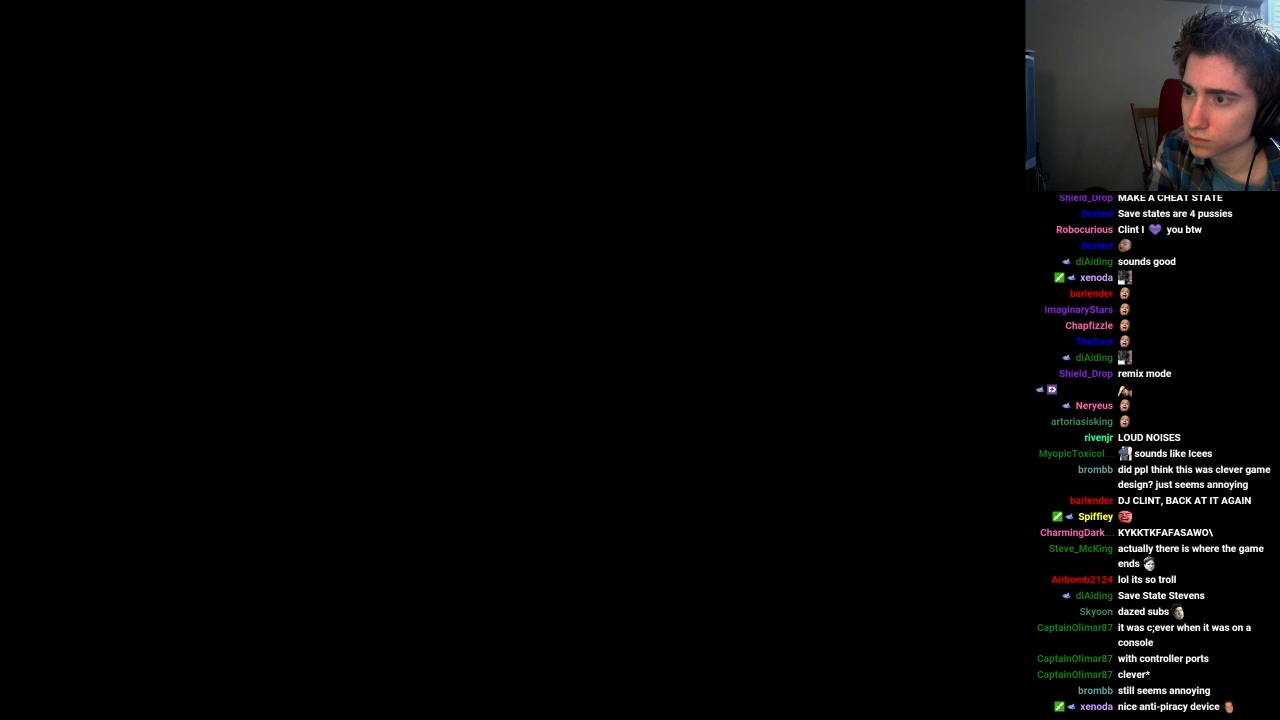 Shield_Drop MAKE A CHEAT STATE
Deriasl Save states are 4 pussies
Robocurious Clint I you btw
Deriasl
diAiding sounds good
xenoda
barlender
ImaginaryStars
Chapfizzle
diAiding
Shield_Drop remix mode
Neryeus
artoriasisking
rivenjr LOUD NOISES
MyopicToxicol... sounds like Icees
brombb did ppl think this was clever game
design? just seems annoying
barlender DJ CLINT, BACK AT IT AGAIN
Spiffiey
CharmingDark... KYKKTKFAFASAWO\
Steve_McKing actually there is where the game
ends
Airbomb2124 lol its so troll
diAiding Save State Stevens
Skyoon dazed subs
CaptainOlimar87 it was c;ever when it was on a
console
CaptainOlimar87 with controller ports
CaptainOlimar87 clever*
brombb still seems annoying
xenoda nice anti-piracy device